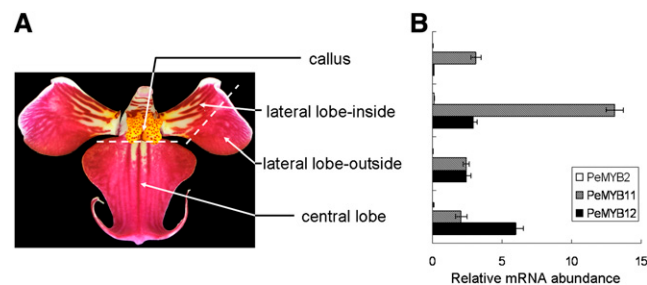 A
callus
lateral lobe-inside
lateral lobe-outside
central lobe
B
PeMYB2
PeMYB11
PeMYB12
0
5
10
15
Relative mRNA abundance